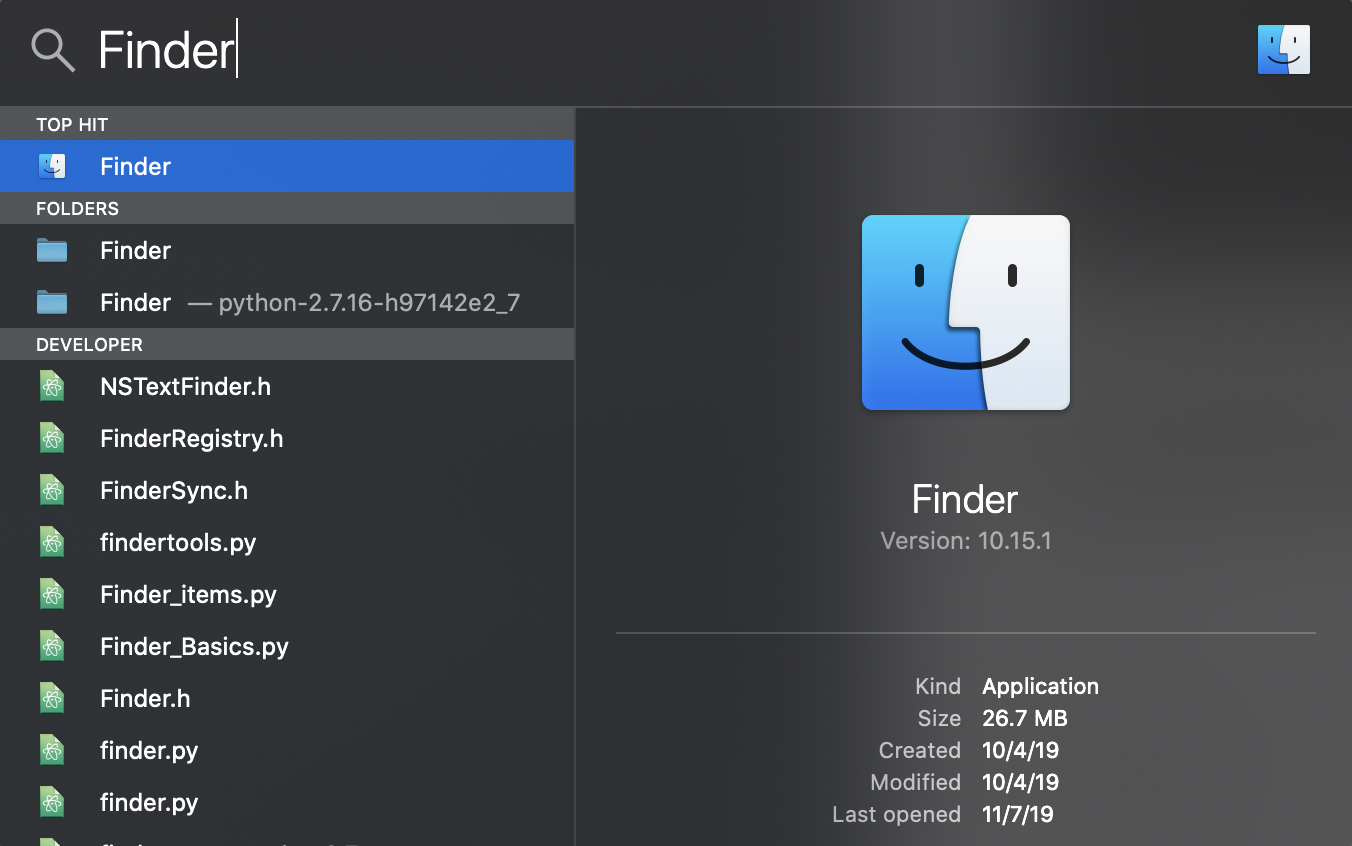 Finder
TOP HIT
Finder
FOLDERS
Finder
Finder — python-2.7.16-h97142e2_7
DEVELOPER
NSTextFinder.h
FinderRegistry.h
FinderSync.h
findertools.py
Finder_items.py
Finder_Basics.py
Finder.h
finder.py
finder.py
Finder
Version: 10.15.1
Kind Application
Size 26.7 MB
Created 10/4/19
Modified 10/4/19
Last opened 11/7/19